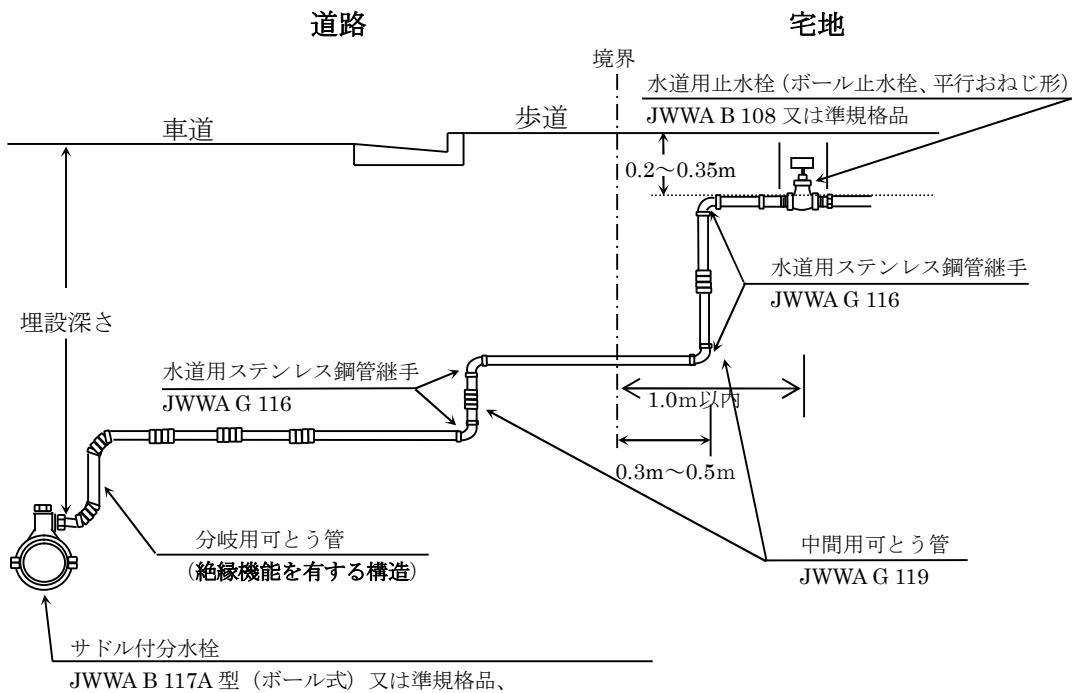 道路
宅地
境界
水道用止水栓（ボール止水栓、平行おねじ形）
JWWA B 108 又は準規格品
車道
歩道
0.2～0.35m
水道用ステンレス鋼管継手
JWWA G 116
埋設深さ
水道用ステンレス鋼管継手
JWWA G 116
1.0m以内
0.3m～0.5m
分岐用可とう管
（絶縁機能を有する構造）
中間用可とう管
JWWA G 119
サドル付分水栓
JWWA B 117A 型（ボール式）又は準規格品、